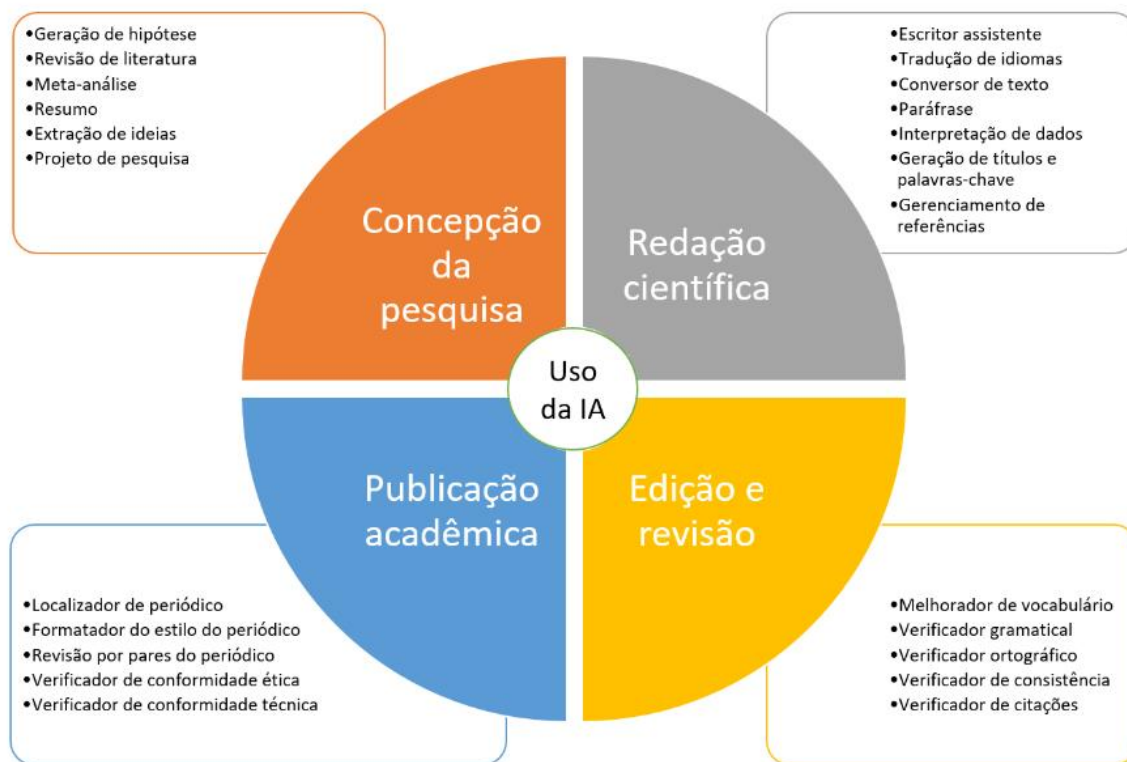 •Geração de hipótese
•Revisão de literatura
•Meta-análise
•Resumo
•Extração de ideias
•Projeto de pesquisa
•Escritor assistente
•Tradução de idiomas
•Conversor de texto
•Paráfrase
•Interpretação de dados
•Geração de títulos e
palavras-chave
•Gerenciamento de
referências
Concepção
da
pesquisa
Redação
científica
Uso
da IA
Publicação
acadêmica
Edição e
revisão
•Localizador de periódico
•Formatador do estilo do periódico
•Revisão por pares do periódico
•Verificador de conformidade ética
•Verificador de conformidade técnica
•Melhorador de vocabulário
•Verificador gramatical
•Verificador ortográfico
•Verificador de consistência
•Verificador de citações